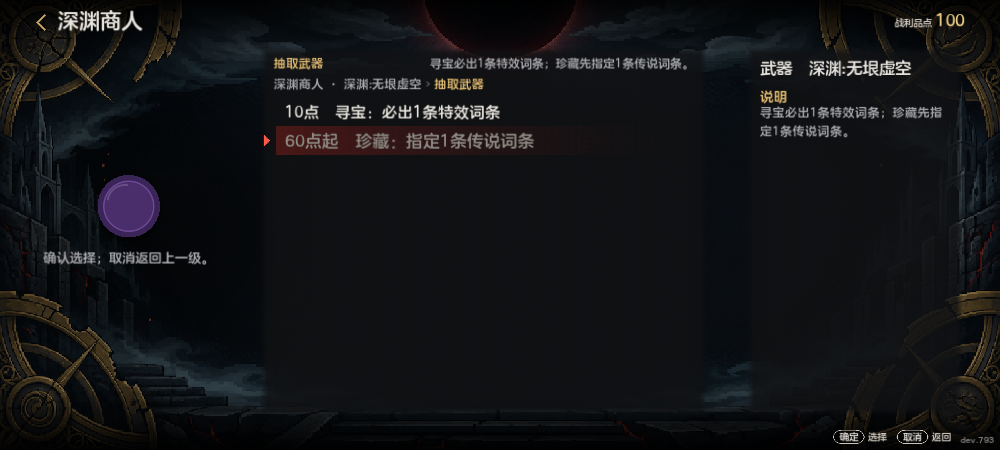 深渊商人
战利品点 100
抽取武器
寻宝必出1条特效词条；珍藏先指定1条传说词条。
深渊商人 · 深渊:无垠虚空 › 抽取武器
10点 寻宝：必出1条特效词条
60点起 珍藏：指定1条传说词条
确认选择；取消返回上一级。
武器 深渊:无垠虚空
说明
寻宝必出1条特效词条；珍藏先指
定1条传说词条。
确定 选择 取消 返回 dev.793